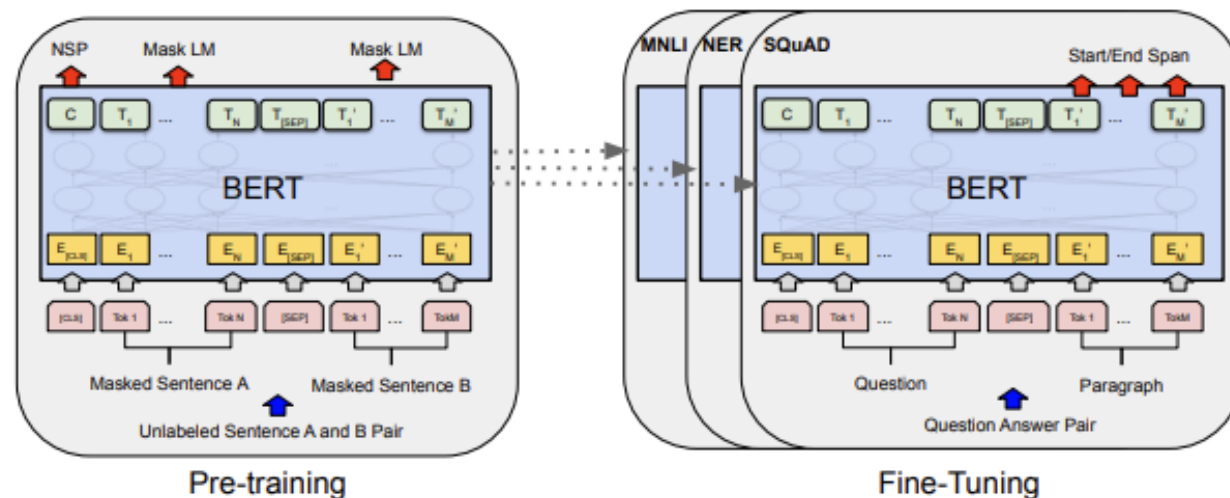 NSP Mask LM Mask LM
C T1 ... TN T[SEP] T1' ... TM'
BERT
E[CLS] E1 ... EN E[SEP] E1' ... EM'
[CLS] Tok 1 ... Tok N [SEP] Tok 1 ... TokM
Masked Sentence A Masked Sentence B
Unlabeled Sentence A and B Pair
Pre-training
MNLI NER SQuAD
Start/End Span
C T1 ... TN T[SEP] T1' ... TM'
BERT
E[CLS] E1 ... EN E[SEP] E1' ... EM'
[CLS] Tok 1 ... Tok N [SEP] Tok 1 ... TokM
Question Paragraph
Question Answer Pair
Fine-Tuning